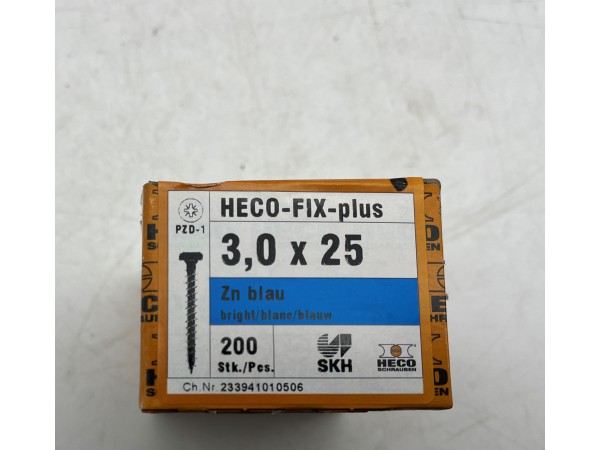 HECO-FIX-plus
PZD-1
3,0 x 25
Zn blau
bright/blanc/blauw
200
Stk./Pcs.
SKH
HECO
SCHRAUBEN
Ch.Nr. 233941010506